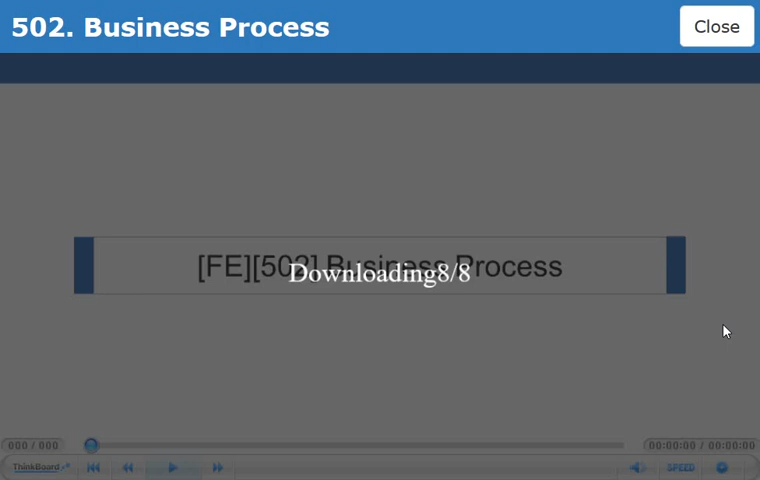 502. Business Process
Close
[FE][502] Business Process
Downloading8/8
000 / 000
00:00:00 / 00:00:00
ThinkBoard
SPEED